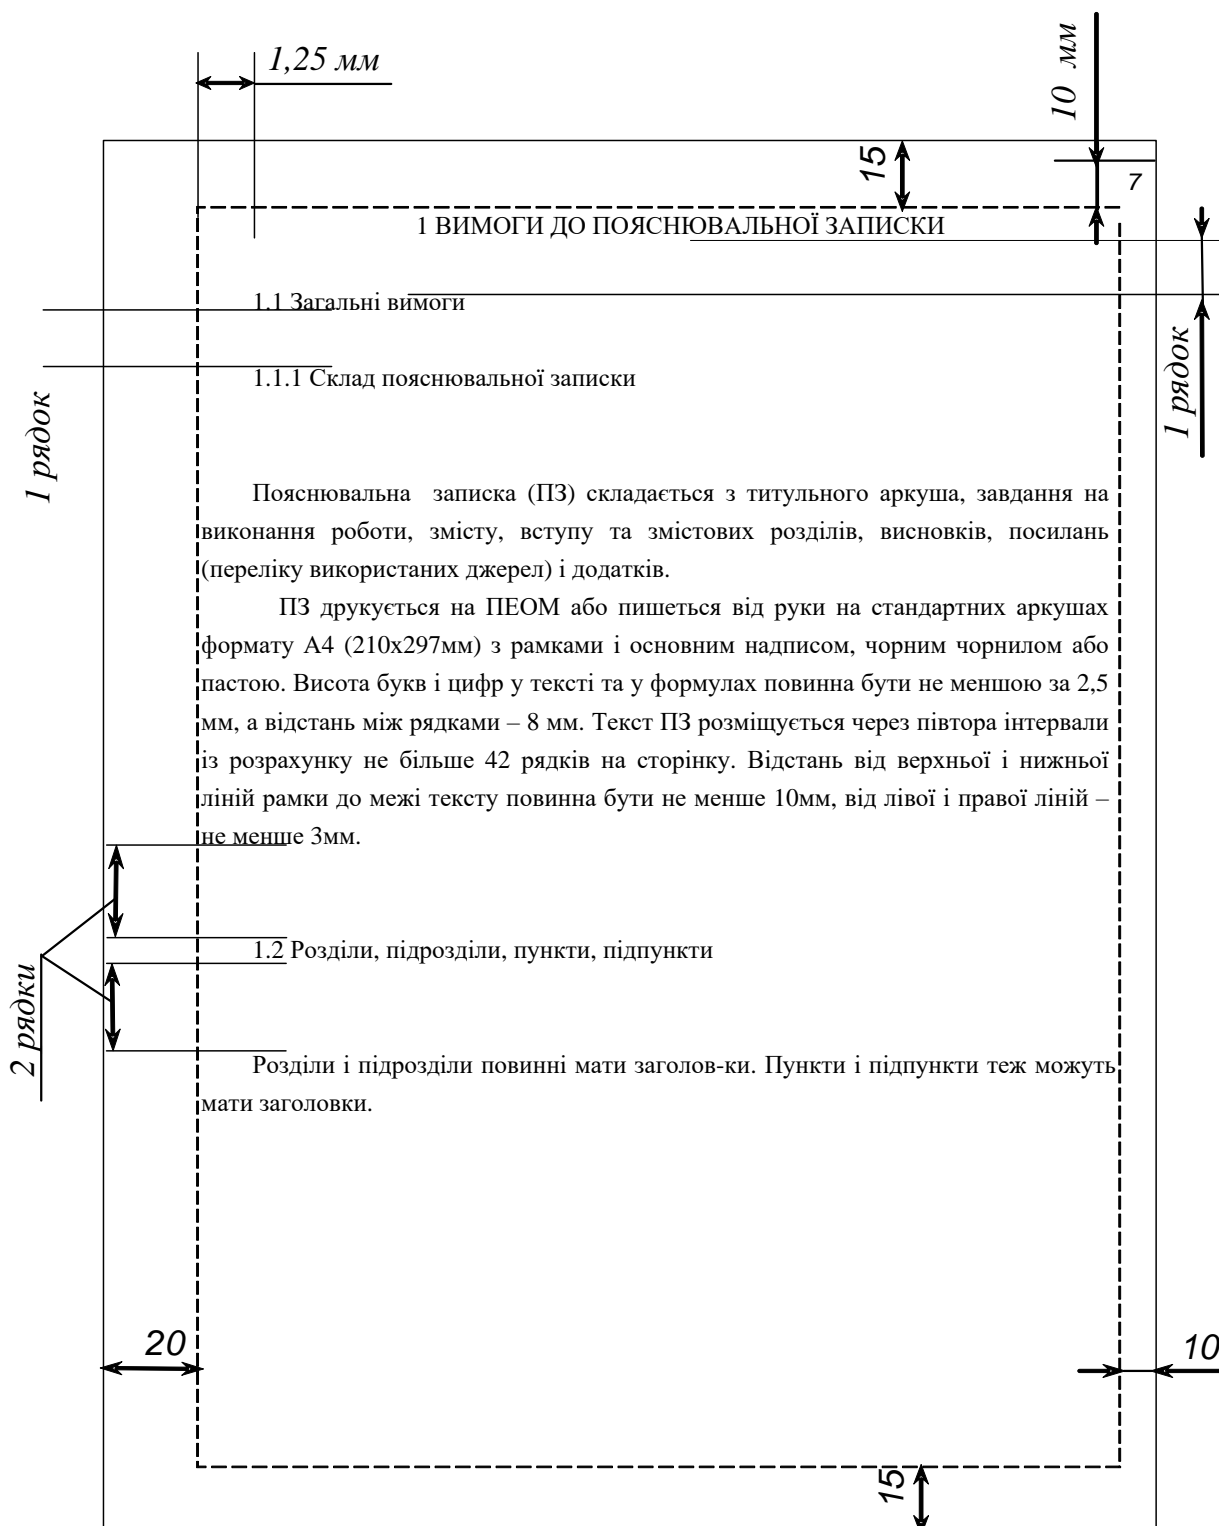 1,25 мм
10 мм
15
7
1 ВИМОГИ ДО ПОЯСНЮВАЛЬНОЇ ЗАПИСКИ
1.1 Загальні вимоги
1 рядок
1.1.1 Склад пояснювальної записки
1 рядок
Пояснювальна записка (ПЗ) складається з титульного аркуша, завдання на
виконання роботи, змісту, вступу та змістових розділів, висновків, посилань
(переліку використаних джерел) і додатків.
ПЗ друкується на ПЕОМ або пишеться від руки на стандартних аркушах
формату А4 (210х297мм) з рамками і основним надписом, чорним чорнилом або
пастою. Висота букв і цифр у тексті та у формулах повинна бути не меншою за 2,5
мм, а відстань між рядками – 8 мм. Текст ПЗ розміщується через півтора інтервали
із розрахунку не більше 42 рядків на сторінку. Відстань від верхньої і нижньої
ліній рамки до межі тексту повинна бути не менше 10мм, від лівої і правої ліній –
не менше 3мм.
1.2 Розділи, підрозділи, пункти, підпункти
2 рядки
Розділи і підрозділи повинні мати заголов-ки. Пункти і підпункти теж можуть
мати заголовки.
20
10
15